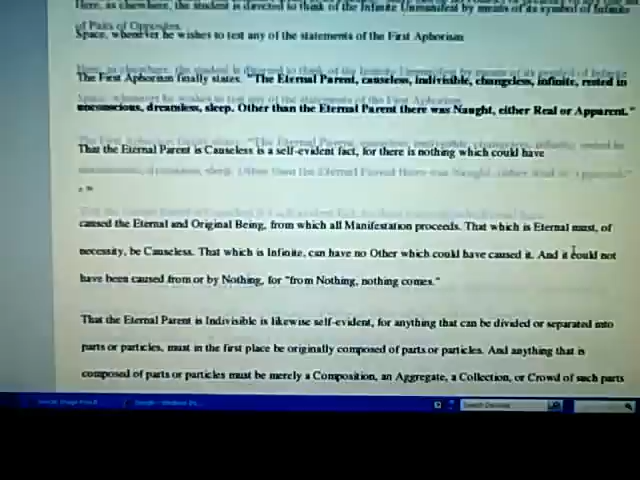 Here, as elsewhere, the student is directed to think of the Infinite Unmanifest by means of its symbol of Infinite
of Pairs of Opposites.
Space, whenever he wishes to test any of the statements of the First Aphorism
The First Aphorism finally states: "The Eternal Parent, causeless, indivisible, changeless, infinite, rested in
unconscious, dreamless, sleep. Other than the Eternal Parent there was Naught, either Real or Apparent."
That the Eternal Parent is Causeless is a self-evident fact, for there is nothing which could have
caused the Eternal and Original Being, from which all Manifestation proceeds. That which is Eternal must, of
necessity, be Causeless. That which is Infinite, can have no Other which could have caused it. And it could not
have been caused from or by Nothing, for "from Nothing, nothing comes."
That the Eternal Parent is Indivisible is likewise self-evident, for anything that can be divided or separated into
parts or particles, must in the first place be originally composed of parts or particles. And anything that is
composed of parts or particles must be merely a Composition, an Aggregate, a Collection, or Crowd of such parts
Search Desktop